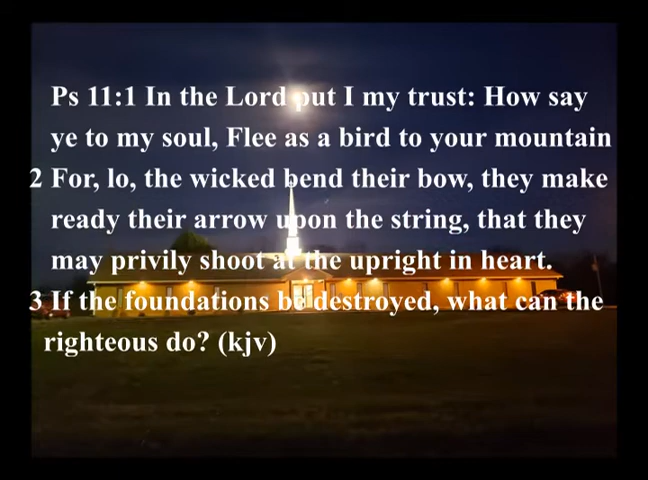 Ps 11:1 In the Lord put I my trust: How say
ye to my soul, Flee as a bird to your mountain
2 For, lo, the wicked bend their bow, they make
ready their arrow upon the string, that they
may privily shoot at the upright in heart.
3 If the foundations be destroyed, what can the
righteous do? (kjv)